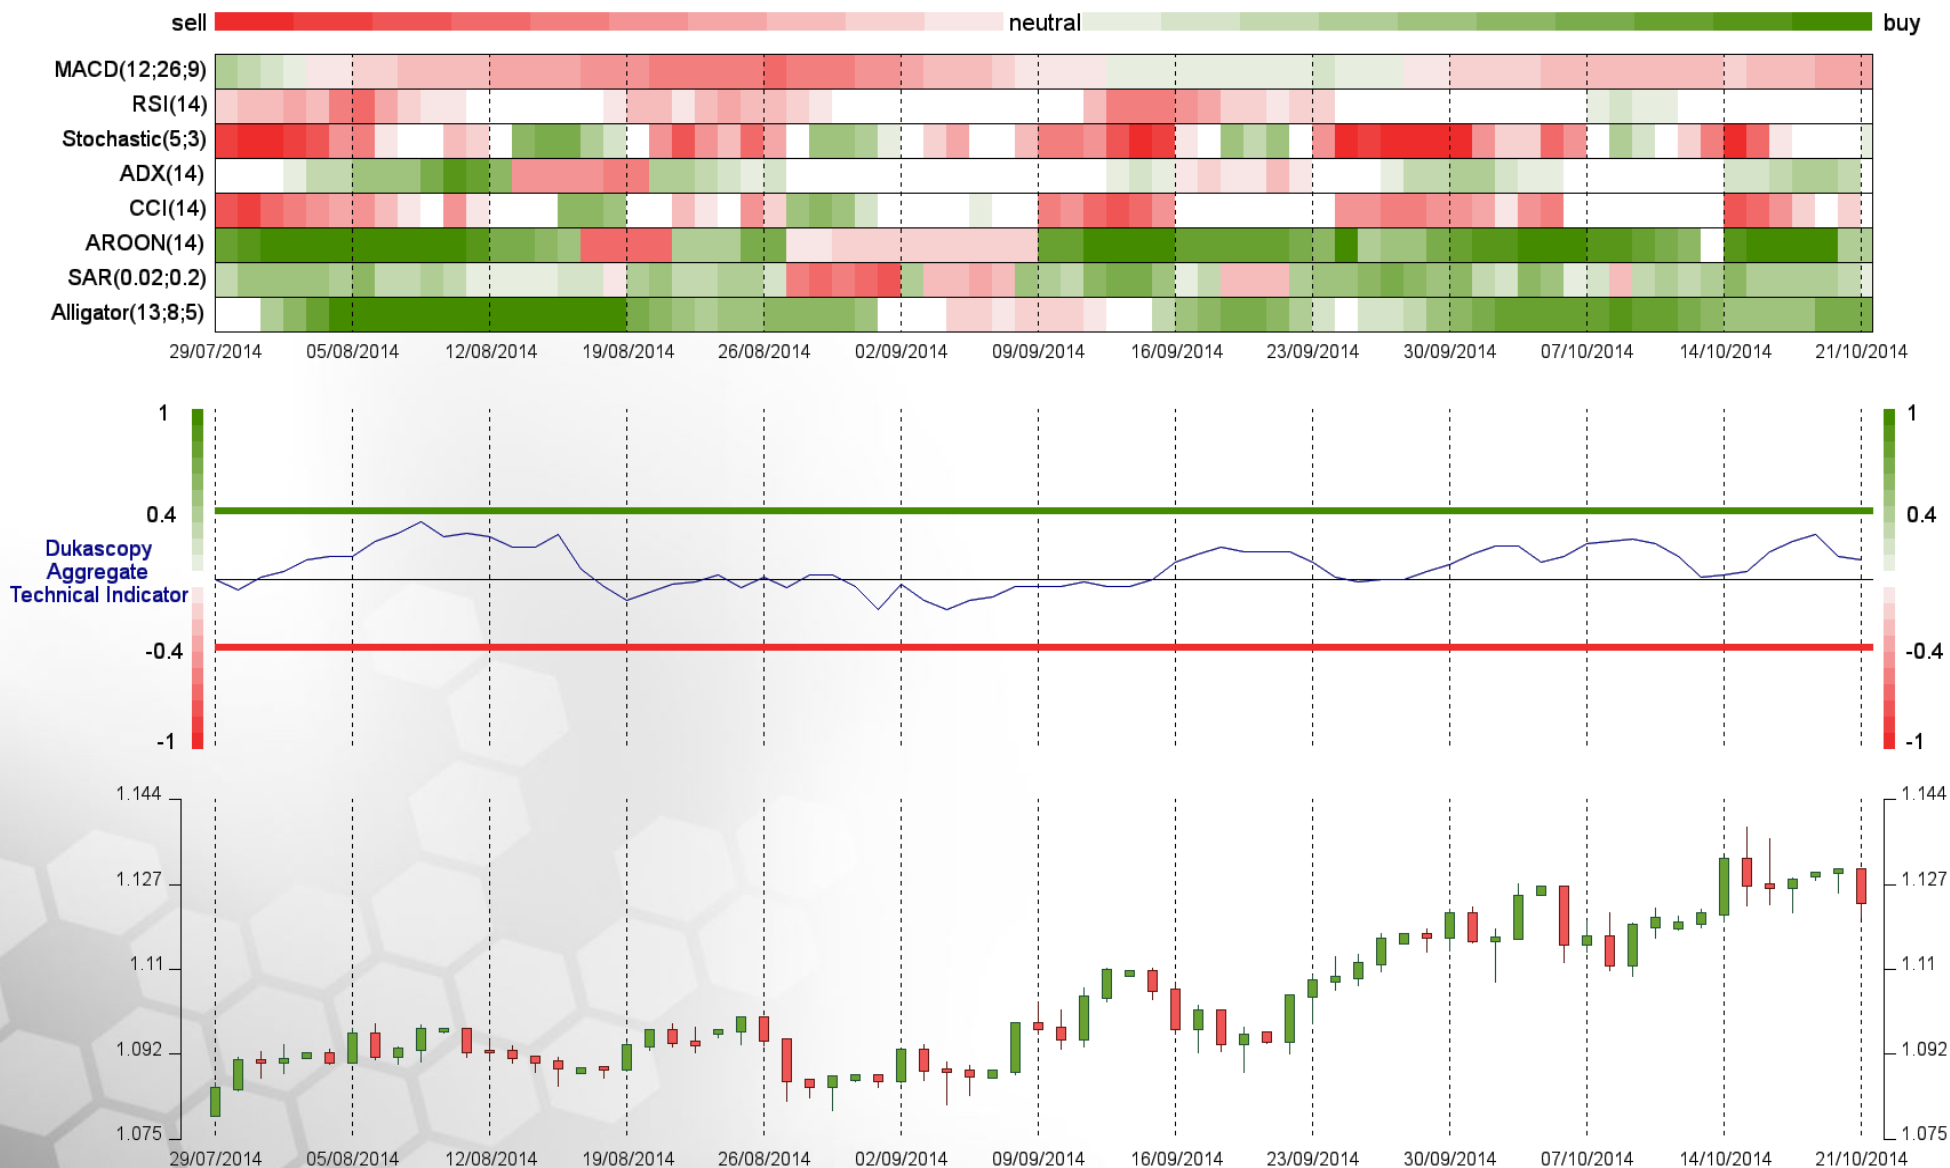 sell neutral buy
MACD(12;26;9)
RSI(14)
Stochastic(5;3)
ADX(14)
CCI(14)
AROON(14)
SAR(0.02;0.2)
Alligator(13;8;5)
29/07/2014 05/08/2014 12/08/2014 19/08/2014 26/08/2014 02/09/2014 09/09/2014 16/09/2014 23/09/2014 30/09/2014 07/10/2014 14/10/2014 21/10/2014
1 1
0.4 0.4
Dukascopy
Aggregate
Technical Indicator
-0.4 -0.4
-1 -1
1.144 1.144
1.127 1.127
1.11 1.11
1.092 1.092
1.075 1.075
29/07/2014 05/08/2014 12/08/2014 19/08/2014 26/08/2014 02/09/2014 09/09/2014 16/09/2014 23/09/2014 30/09/2014 07/10/2014 14/10/2014 21/10/2014